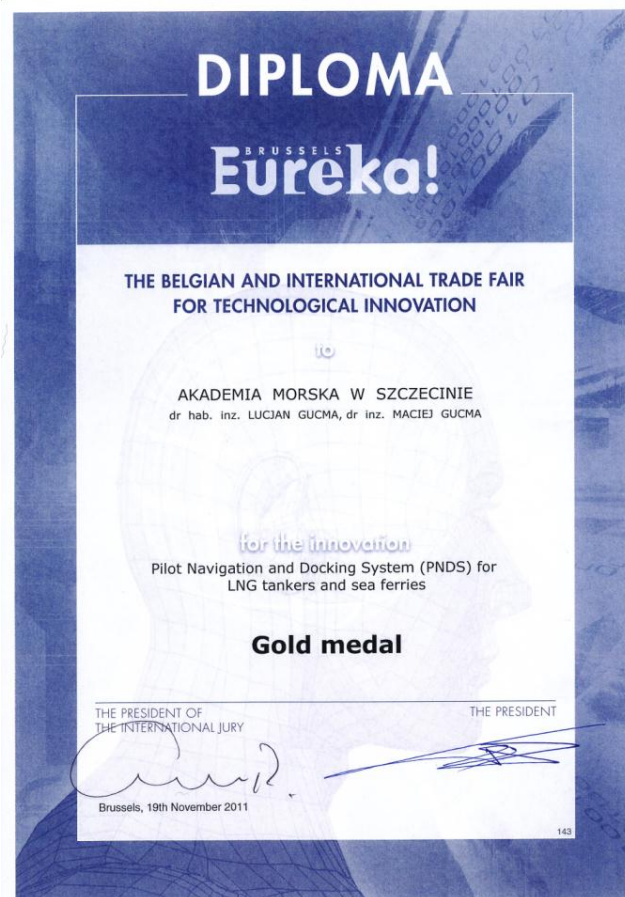 DIPLOMA
BRUSSELS
Eureka!
THE BELGIAN AND INTERNATIONAL TRADE FAIR
FOR TECHNOLOGICAL INNOVATION
to
AKADEMIA MORSKA W SZCZECINIE
dr hab. inz. LUCJAN GUCMA, dr inz. MACIEJ GUCMA
for the innovation
Pilot Navigation and Docking System (PNDS) for
LNG tankers and sea ferries
Gold medal
THE PRESIDENT OF
THE INTERNATIONAL JURY
THE PRESIDENT
Brussels, 19th November 2011
143